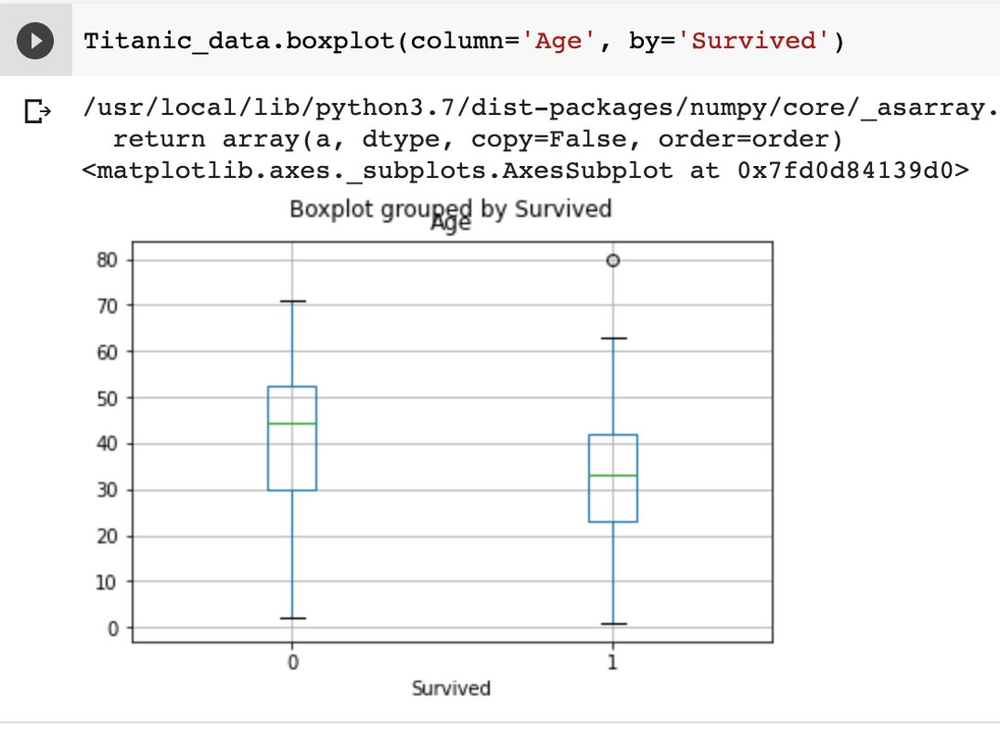 Titanic_data.boxplot(column='Age', by='Survived')
/usr/local/lib/python3.7/dist-packages/numpy/core/_asarray.
return array(a, dtype, copy=False, order=order)
<matplotlib.axes._subplots.AxesSubplot at 0x7fd0d84139d0>
Boxplot grouped by Survived
Age
80
70
60
50
40
30
20
10
0
0 1
Survived